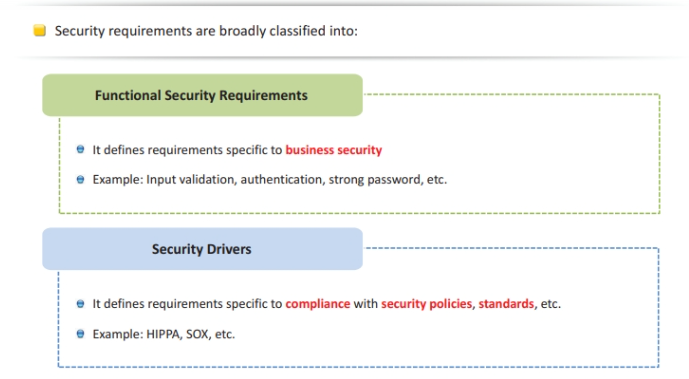 Security requirements are broadly classified into:
Functional Security Requirements
It defines requirements specific to business security
Example: Input validation, authentication, strong password, etc.
Security Drivers
It defines requirements specific to compliance with security policies, standards, etc.
Example: HIPPA, SOX, etc.